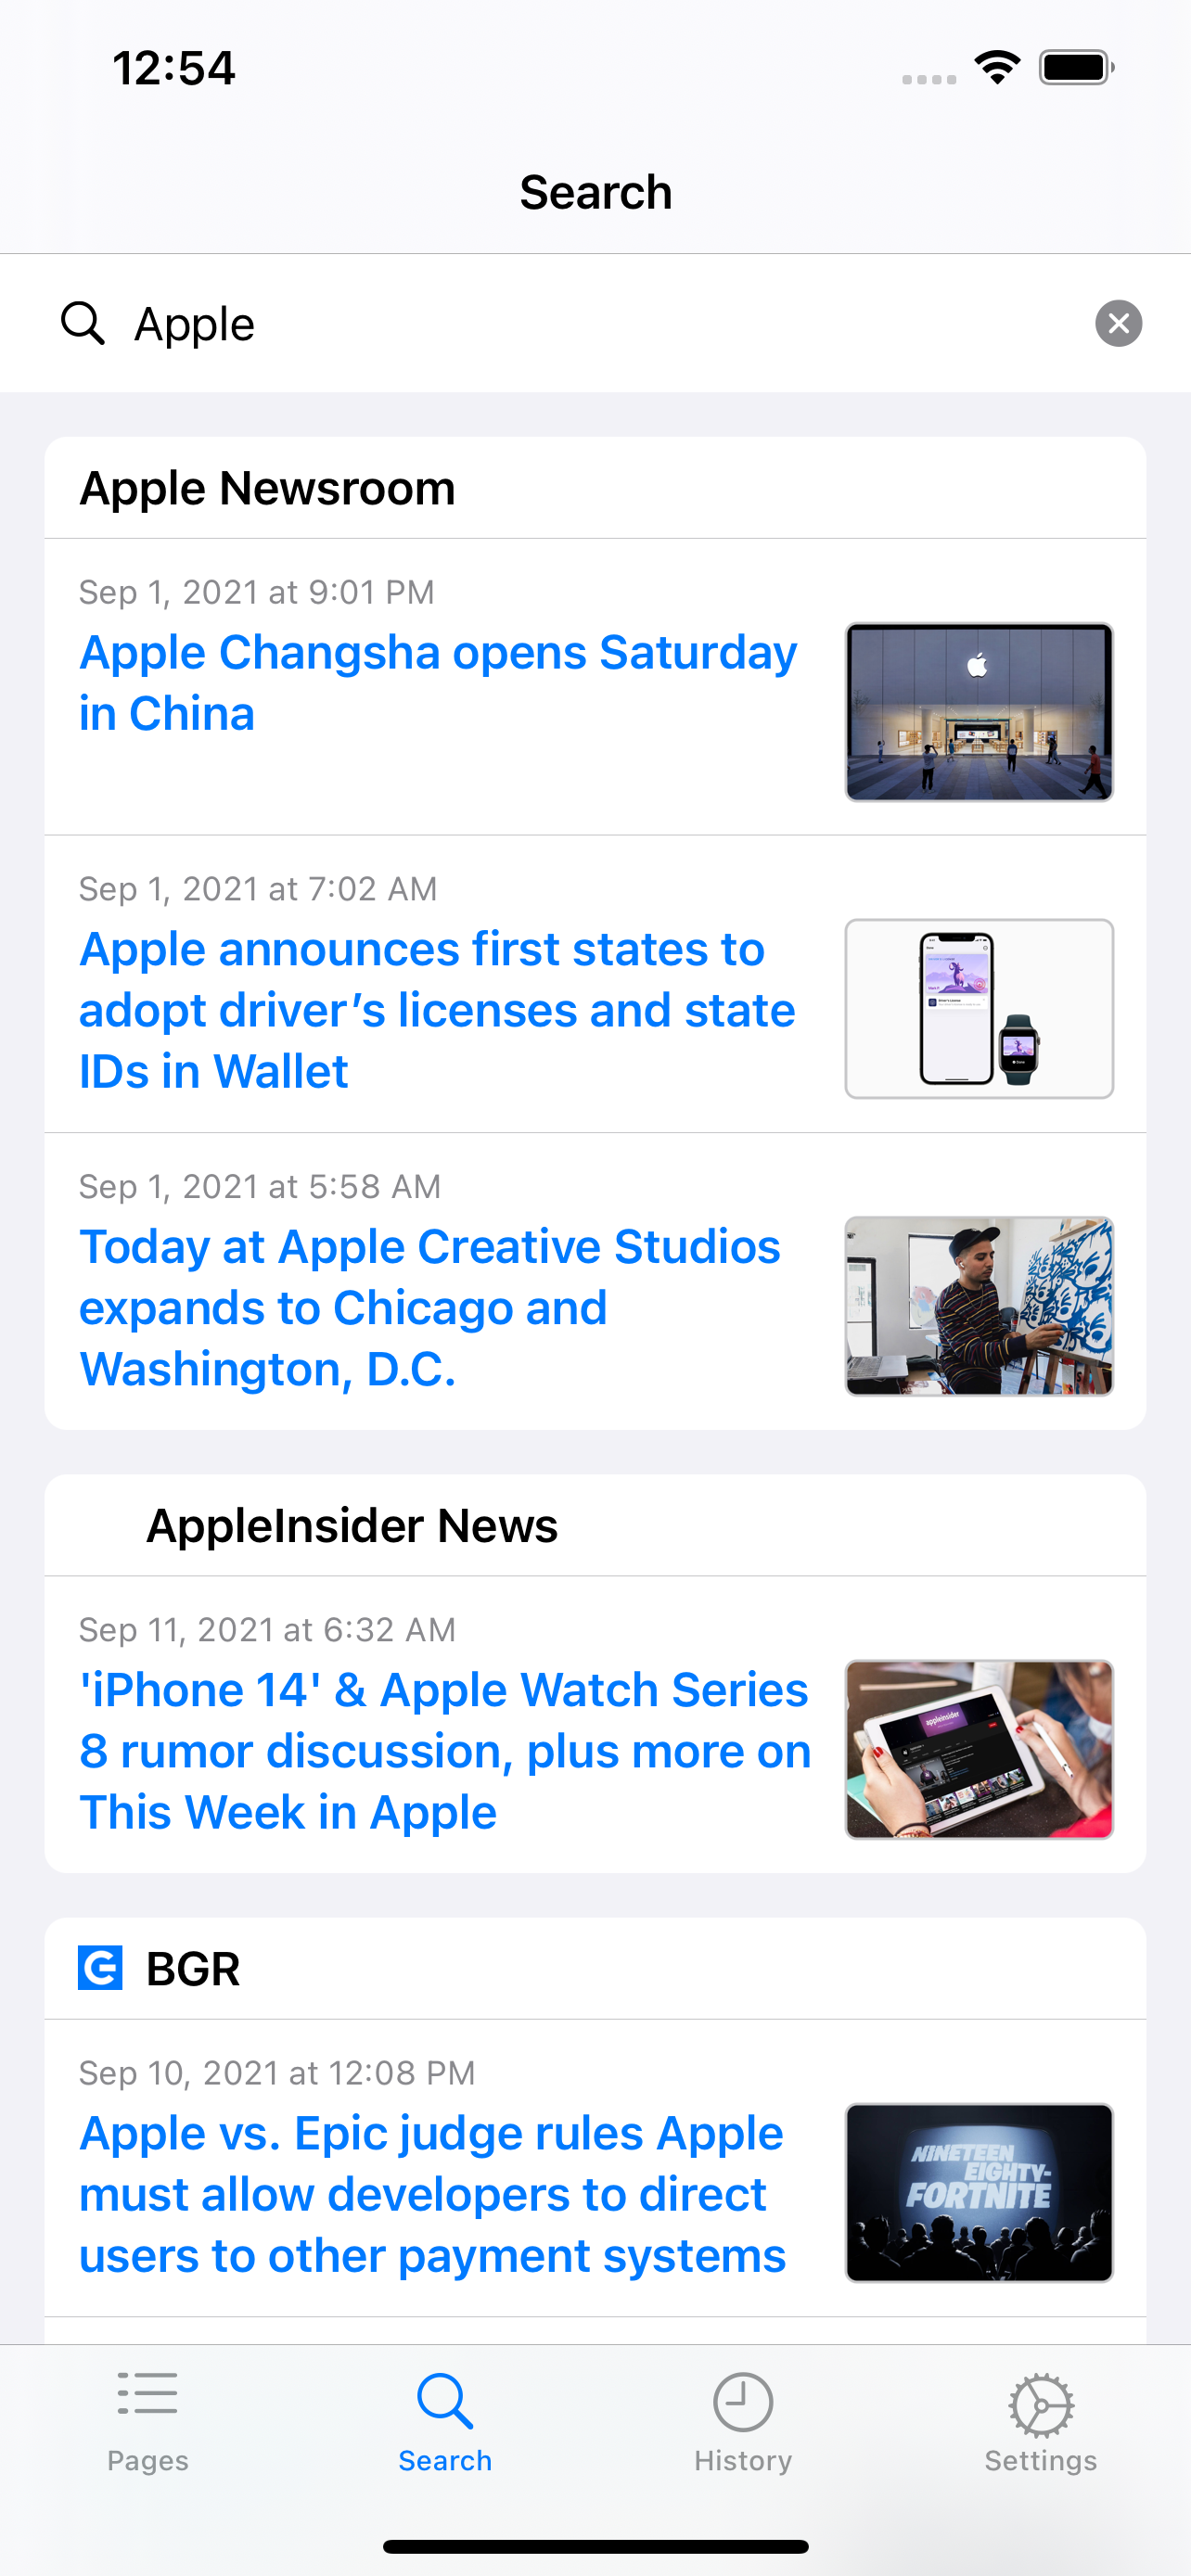 12:54
Search
Apple
Apple Newsroom
Sep 1, 2021 at 9:01 PM
Apple Changsha opens Saturday
in China
Sep 1, 2021 at 7:02 AM
Apple announces first states to
adopt driver’s licenses and state
IDs in Wallet
Sep 1, 2021 at 5:58 AM
Today at Apple Creative Studios
expands to Chicago and
Washington, D.C.
AppleInsider News
Sep 11, 2021 at 6:32 AM
'iPhone 14' & Apple Watch Series
8 rumor discussion, plus more on
This Week in Apple
appleinsider
BGR
Sep 10, 2021 at 12:08 PM
Apple vs. Epic judge rules Apple
must allow developers to direct
users to other payment systems
NINETEEN
EIGHTY-
FORTNITE
Pages
Search
History
Settings